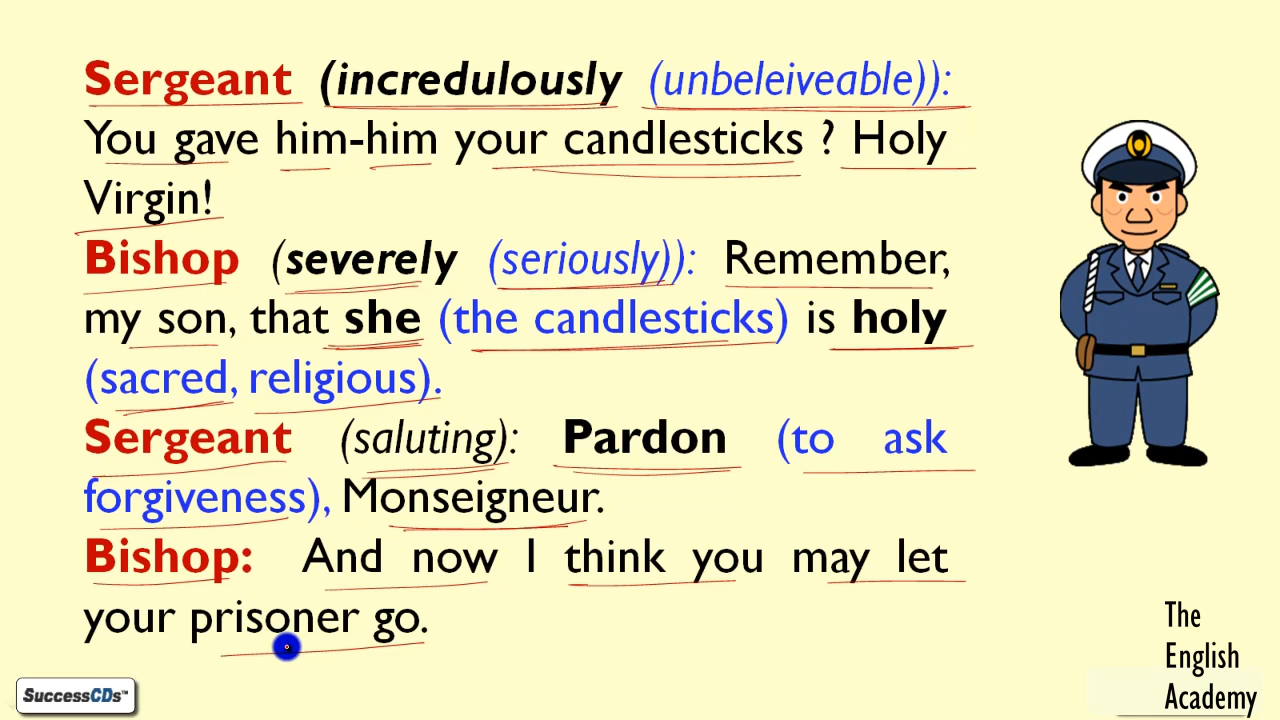 Sergeant (incredulously (unbeleiveable)):
You gave him-him your candlesticks ? Holy
Virgin!
Bishop (severely (seriously)): Remember,
my son, that she (the candlesticks) is holy
(sacred, religious).
Sergeant (saluting): Pardon (to ask
forgiveness), Monseigneur.
Bishop: And now I think you may let
your prisoner go.
The
English
Academy
SuccessCDs™